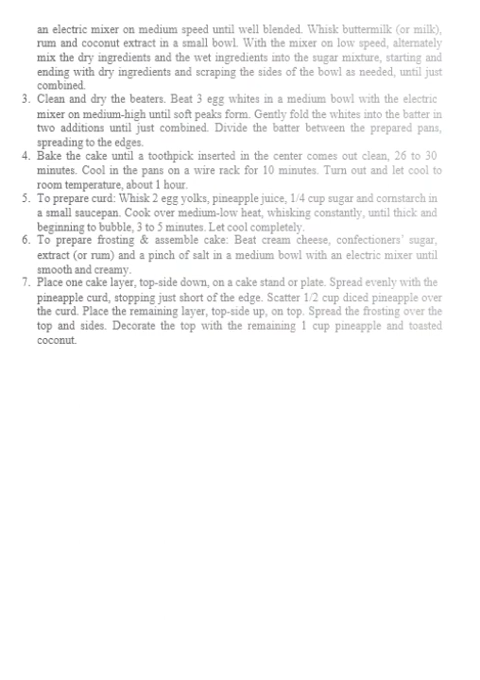 an electric mixer on medium speed until well blended. Whisk buttermilk (or milk),
rum and coconut extract in a small bowl. With the mixer on low speed, alternately
mix the dry ingredients and the wet ingredients into the sugar mixture, starting and
ending with dry ingredients and scraping the sides of the bowl as needed, until just
combined.
3. Clean and dry the beaters. Beat 3 egg whites in a medium bowl with the electric
mixer on medium-high until soft peaks form. Gently fold the whites into the batter in
two additions until just combined. Divide the batter between the prepared pans,
spreading to the edges.
4. Bake the cake until a toothpick inserted in the center comes out clean, 26 to 30
minutes. Cool in the pans on a wire rack for 10 minutes. Turn out and let cool to
room temperature, about 1 hour.
5. To prepare curd: Whisk 2 egg yolks, pineapple juice, 1/4 cup sugar and cornstarch in
a small saucepan. Cook over medium-low heat, whisking constantly, until thick and
beginning to bubble, 3 to 5 minutes. Let cool completely.
6. To prepare frosting & assemble cake: Beat cream cheese, confectioners' sugar,
extract (or rum) and a pinch of salt in a medium bowl with an electric mixer until
smooth and creamy.
7. Place one cake layer, top-side down, on a cake stand or plate. Spread evenly with the
pineapple curd, stopping just short of the edge. Scatter 1/2 cup diced pineapple over
the curd. Place the remaining layer, top-side up, on top. Spread the frosting over the
top and sides. Decorate the top with the remaining 1 cup pineapple and toasted
coconut.